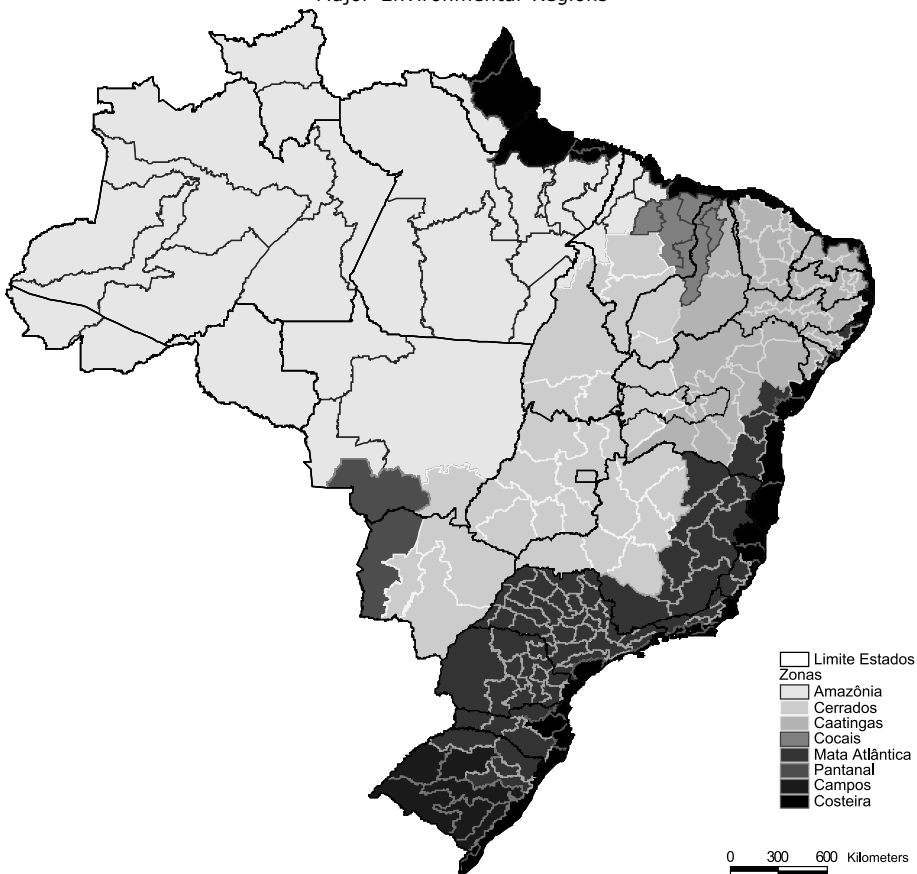 Major Environmental Regions
Limite Estados
Zonas
Amazônia
Cerrados
Caatingas
Cocais
Mata Atlântica
Pantanal
Campos
Costeira
0 300 600 Kilometers